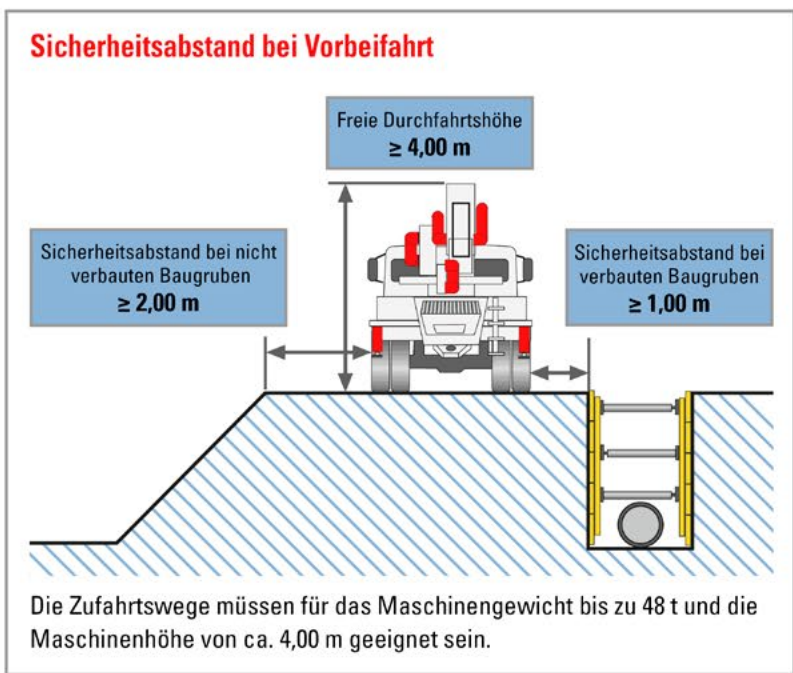 Sicherheitsabstand bei Vorbeifahrt
Freie Durchfahrtshöhe
≥ 4,00 m
Sicherheitsabstand bei nicht
verbauten Baugruben
≥ 2,00 m
Sicherheitsabstand bei
verbauten Baugruben
≥ 1,00 m
Die Zufahrtswege müssen für das Maschinengewicht bis zu 48 t und die
Maschinenhöhe von ca. 4,00 m geeignet sein.